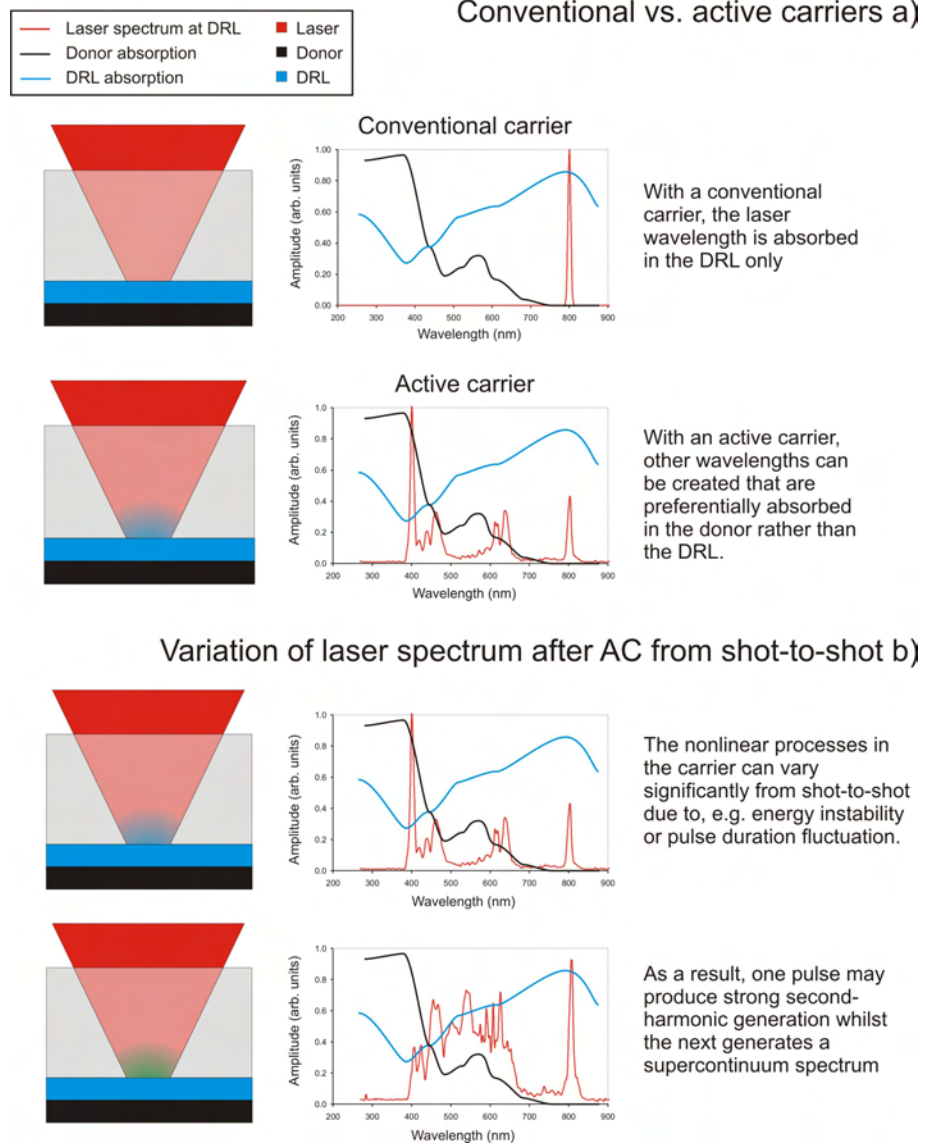 Conventional vs. active carriers a)
Laser spectrum at DRL
Laser
Donor absorption
Donor
DRL absorption
DRL
Conventional carrier
Amplitude (arb. units)
1.00
0.80
0.60
0.40
0.20
0.00
200 300 400 500 600 700 800 900
Wavelength (nm)
With a conventional
carrier, the laser
wavelength is absorbed
in the DRL only
Active carrier
Amplitude (arb. units)
1.0
0.8
0.6
0.4
0.2
0.0
200 300 400 500 600 700 800 900
Wavelength (nm)
With an active carrier,
other wavelengths can
be created that are
preferentially absorbed
in the donor rather than
the DRL.
Variation of laser spectrum after AC from shot-to-shot b)
Amplitude (arb. units)
1.0
0.8
0.6
0.4
0.2
0.0
200 300 400 500 600 700 800 900
Wavelength (nm)
The nonlinear processes in
the carrier can vary
significantly from shot-to-shot
due to, e.g. energy instability
or pulse duration fluctuation.
Amplitude (arb. units)
1.0
0.8
0.6
0.4
0.2
0.0
200 300 400 500 600 700 800 900
Wavelength (nm)
As a result, one pulse may
produce strong second-
harmonic generation whilst
the next generates a
supercontinuum spectrum